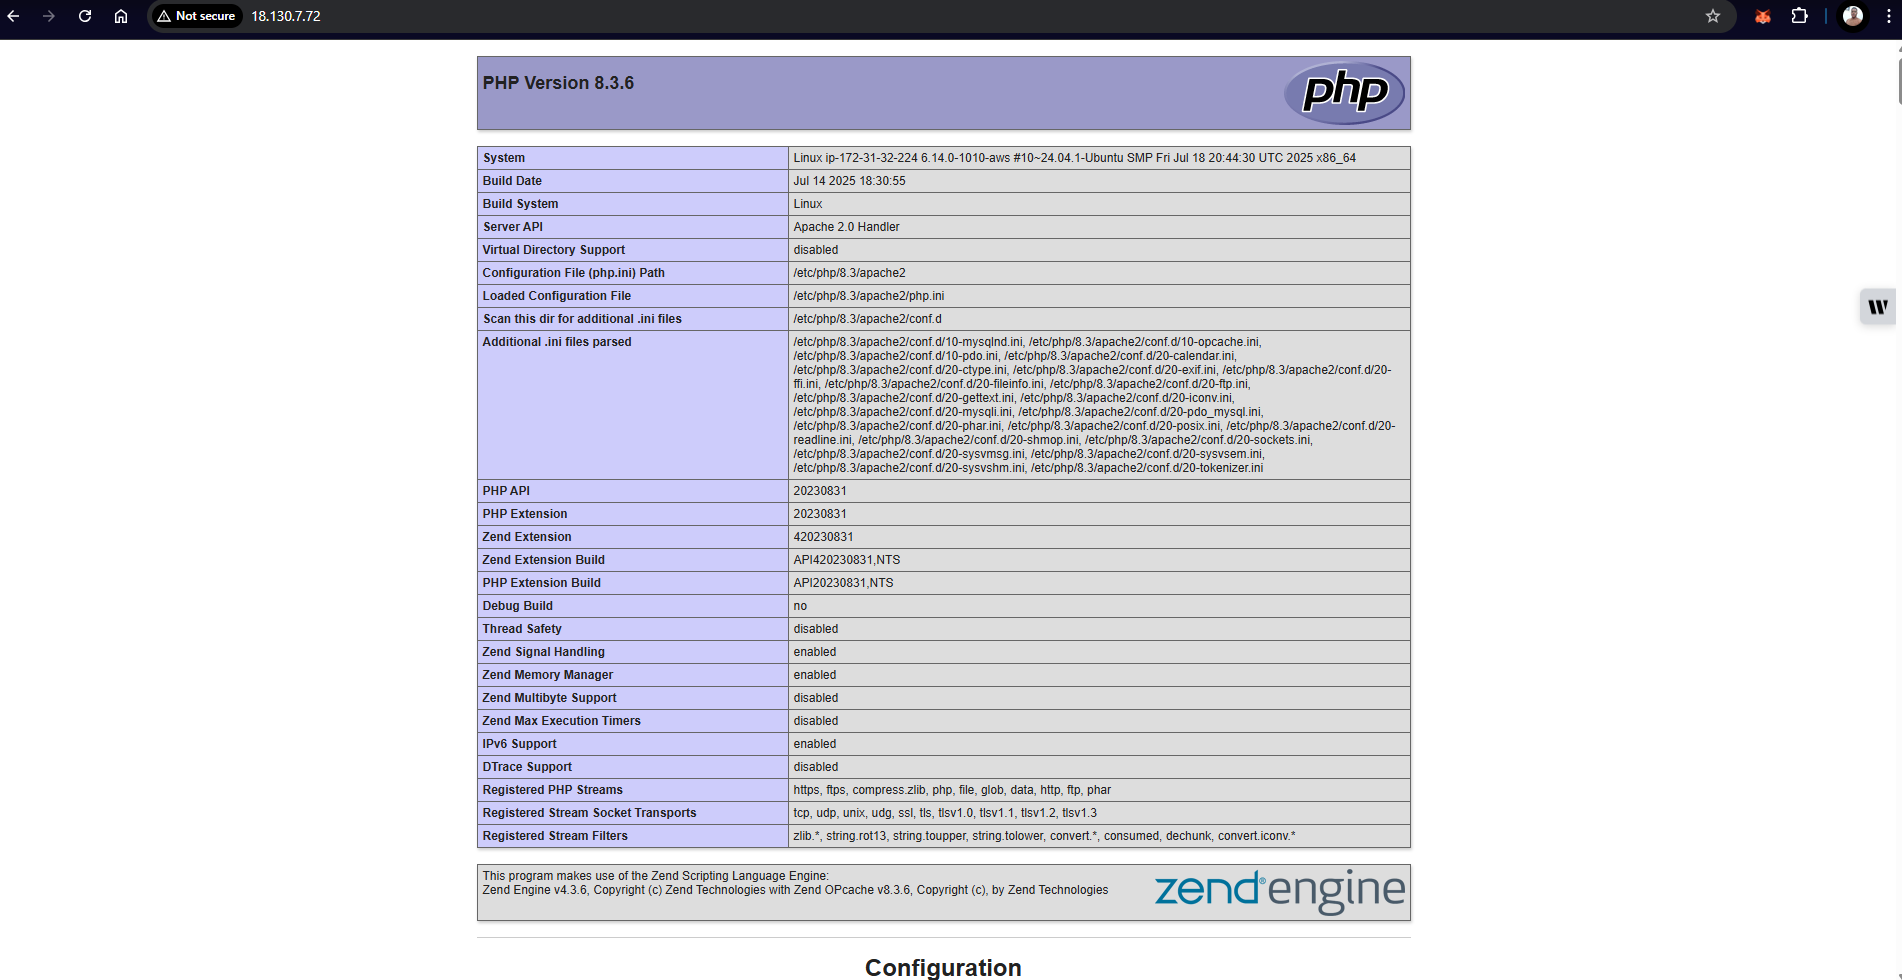 Not secure 18.130.7.72
PHP Version 8.3.6
php
System Linux ip-172-31-32-224 6.14.0-1010-aws #10~24.04.1-Ubuntu SMP Fri Jul 18 20:44:30 UTC 2025 x86_64
Build Date Jul 14 2025 18:30:55
Build System Linux
Server API Apache 2.0 Handler
Virtual Directory Support disabled
Configuration File (php.ini) Path /etc/php/8.3/apache2
Loaded Configuration File /etc/php/8.3/apache2/php.ini
Scan this dir for additional .ini files /etc/php/8.3/apache2/conf.d
Additional .ini files parsed /etc/php/8.3/apache2/conf.d/10-mysqlnd.ini, /etc/php/8.3/apache2/conf.d/10-opcache.ini,
/etc/php/8.3/apache2/conf.d/10-pdo.ini, /etc/php/8.3/apache2/conf.d/20-calendar.ini,
/etc/php/8.3/apache2/conf.d/20-ctype.ini, /etc/php/8.3/apache2/conf.d/20-exif.ini, /etc/php/8.3/apache2/conf.d/20-
ffi.ini, /etc/php/8.3/apache2/conf.d/20-fileinfo.ini, /etc/php/8.3/apache2/conf.d/20-ftp.ini,
/etc/php/8.3/apache2/conf.d/20-gettext.ini, /etc/php/8.3/apache2/conf.d/20-iconv.ini,
/etc/php/8.3/apache2/conf.d/20-mysqli.ini, /etc/php/8.3/apache2/conf.d/20-pdo_mysql.ini,
/etc/php/8.3/apache2/conf.d/20-phar.ini, /etc/php/8.3/apache2/conf.d/20-posix.ini, /etc/php/8.3/apache2/conf.d/20-
readline.ini, /etc/php/8.3/apache2/conf.d/20-shmop.ini, /etc/php/8.3/apache2/conf.d/20-sockets.ini,
/etc/php/8.3/apache2/conf.d/20-sysvmsg.ini, /etc/php/8.3/apache2/conf.d/20-sysvsem.ini,
/etc/php/8.3/apache2/conf.d/20-sysvshm.ini, /etc/php/8.3/apache2/conf.d/20-tokenizer.ini
PHP API 20230831
PHP Extension 20230831
Zend Extension 420230831
Zend Extension Build API420230831,NTS
PHP Extension Build API20230831,NTS
Debug Build no
Thread Safety disabled
Zend Signal Handling enabled
Zend Memory Manager enabled
Zend Multibyte Support disabled
Zend Max Execution Timers disabled
IPv6 Support enabled
DTrace Support disabled
Registered PHP Streams https, ftps, compress.zlib, php, file, glob, data, http, ftp, phar
Registered Stream Socket Transports tcp, udp, unix, udg, ssl, tls, tlsv1.0, tlsv1.1, tlsv1.2, tlsv1.3
Registered Stream Filters zlib.*, string.rot13, string.toupper, string.tolower, convert.*, consumed, dechunk, convert.iconv.*
This program makes use of the Zend Scripting Language Engine:
Zend Engine v4.3.6, Copyright (c) Zend Technologies with Zend OPcache v8.3.6, Copyright (c), by Zend Technologies
zend® engine
Configuration